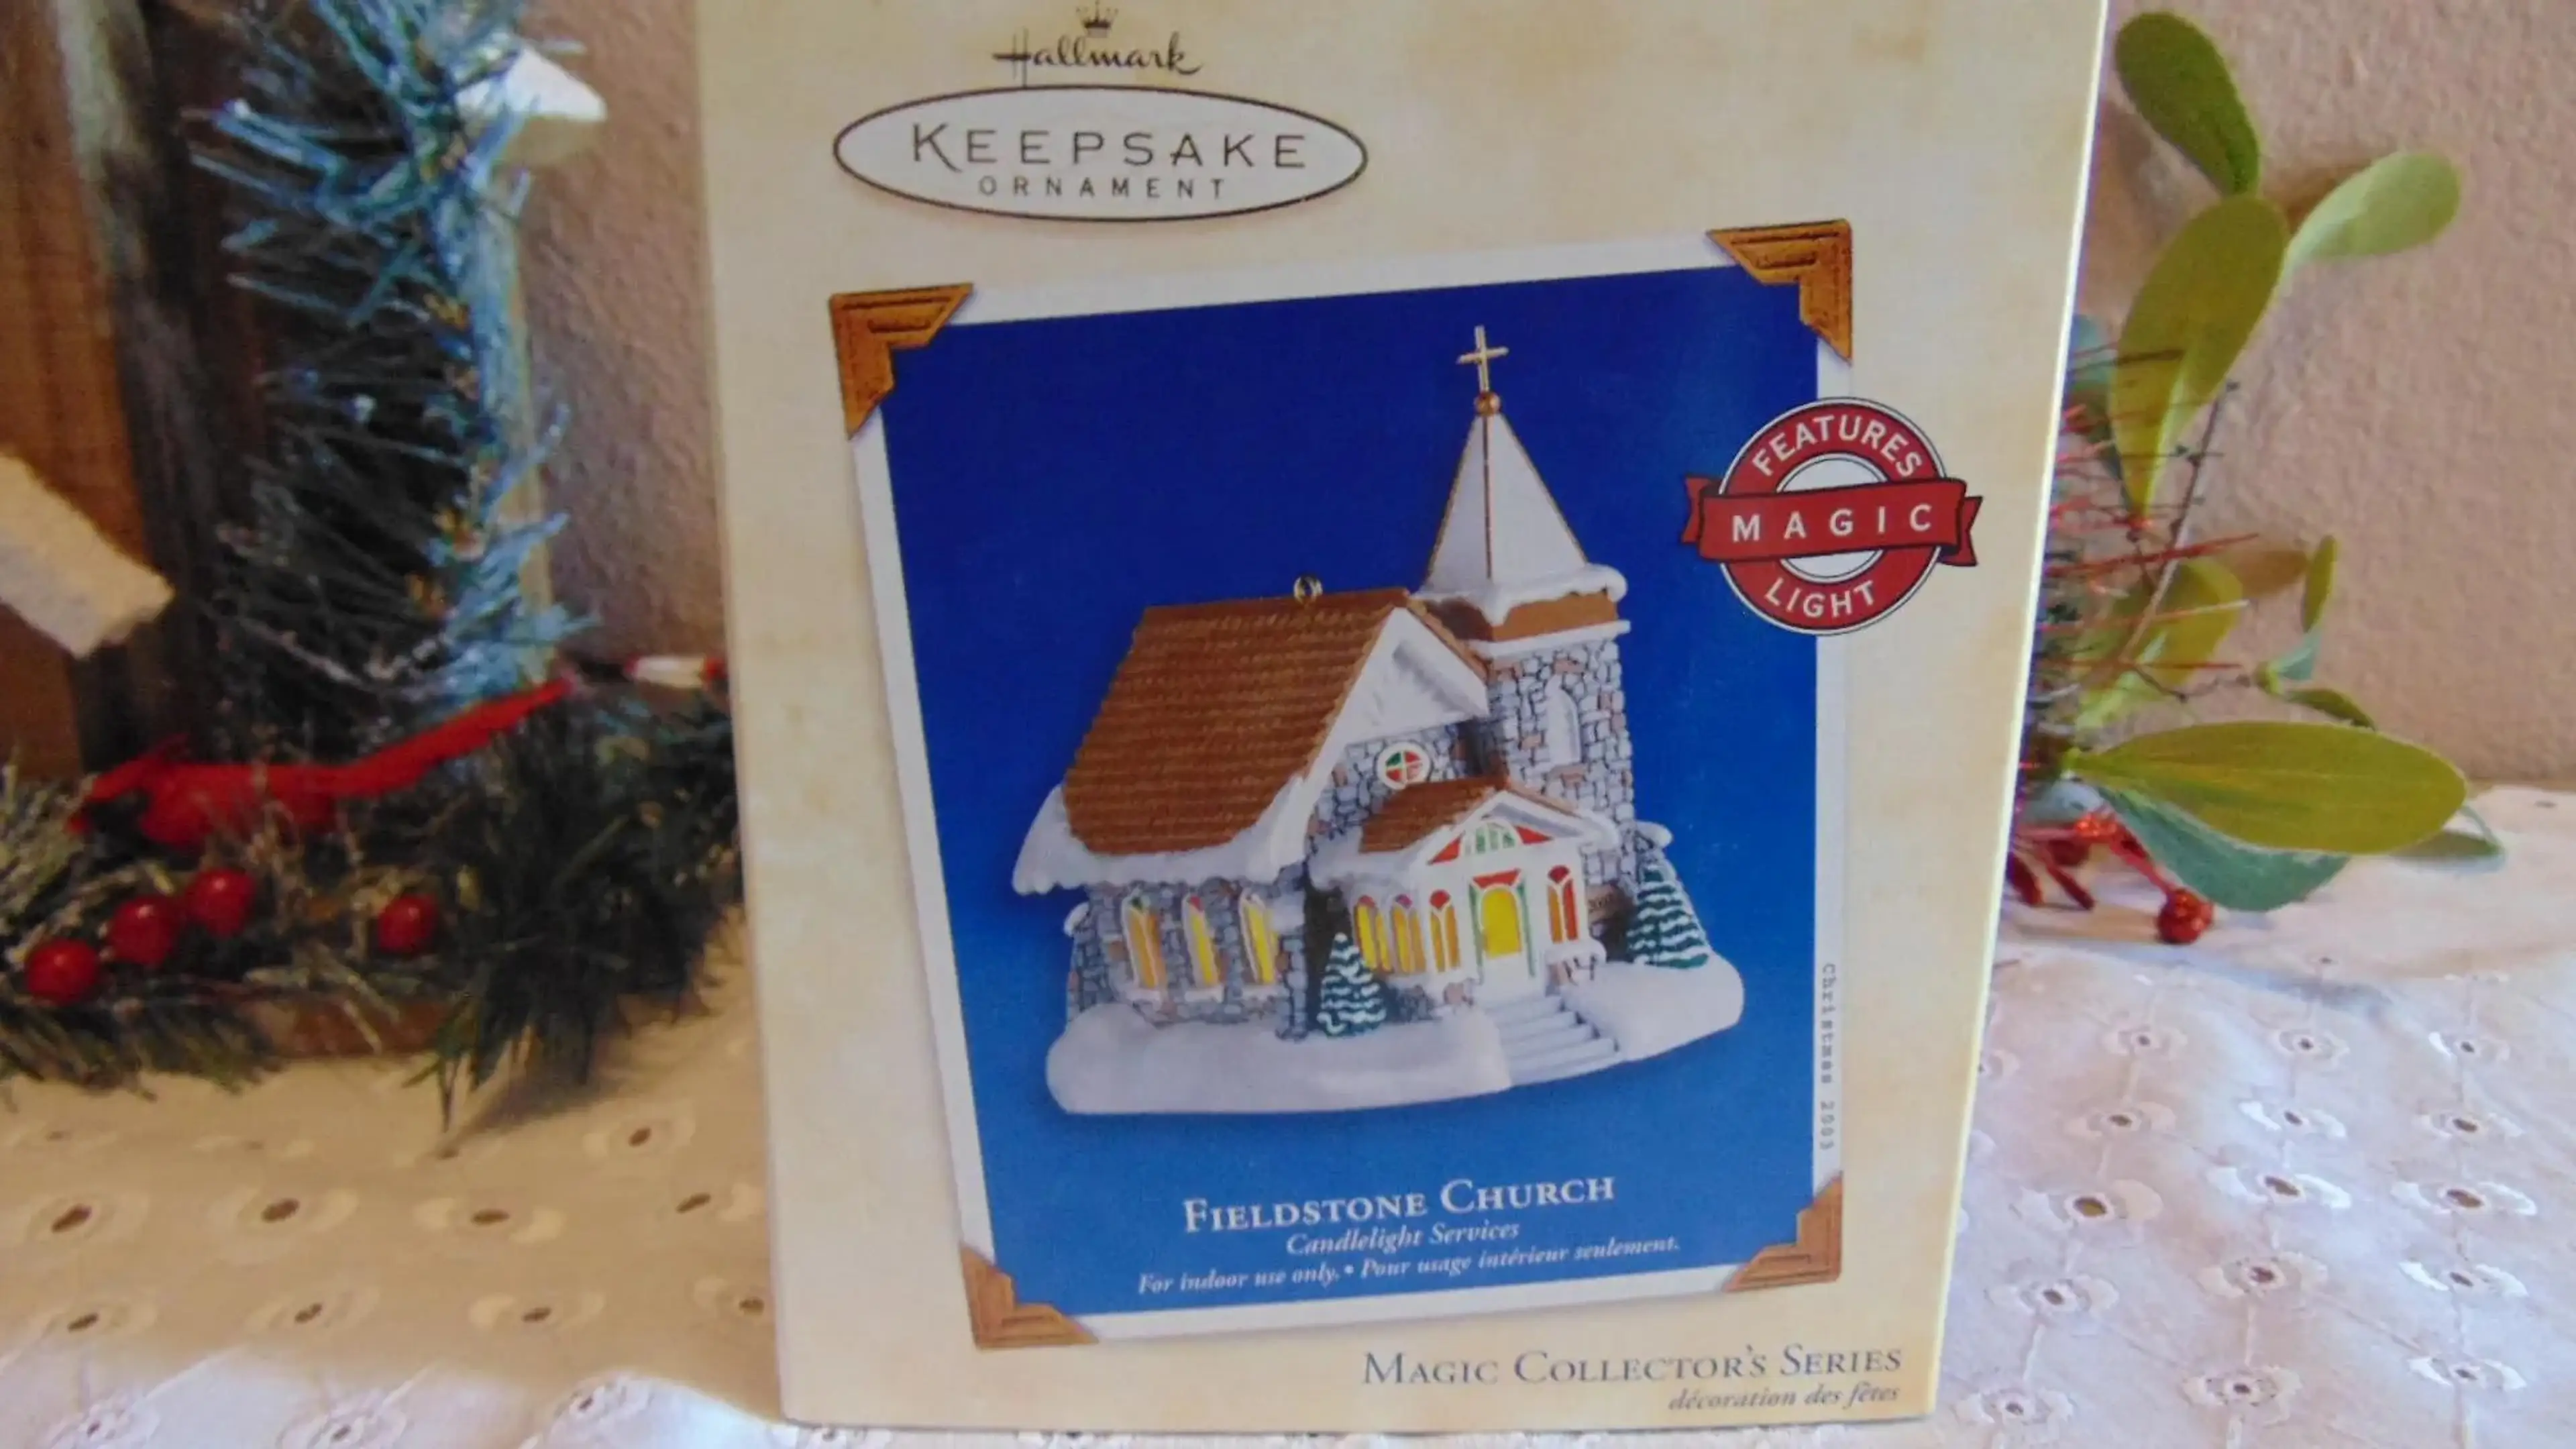 Hallmark
KEEPSAKE
ORNAMENT
FEATURES
MAGIC
LIGHT
Christmas 2003
FIELDSTONE CHURCH
Candlelight Services
For indoor use only. • Pour usage intérieur seulement.
MAGIC COLLECTOR'S SERIES
décoration des fêtes